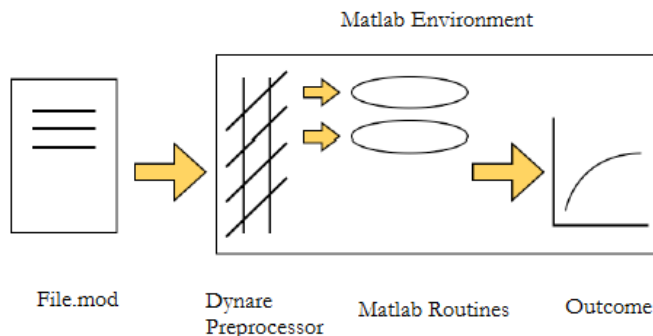 Matlab Environment
File.mod
Dynare
Preprocessor
Matlab Routines
Outcome